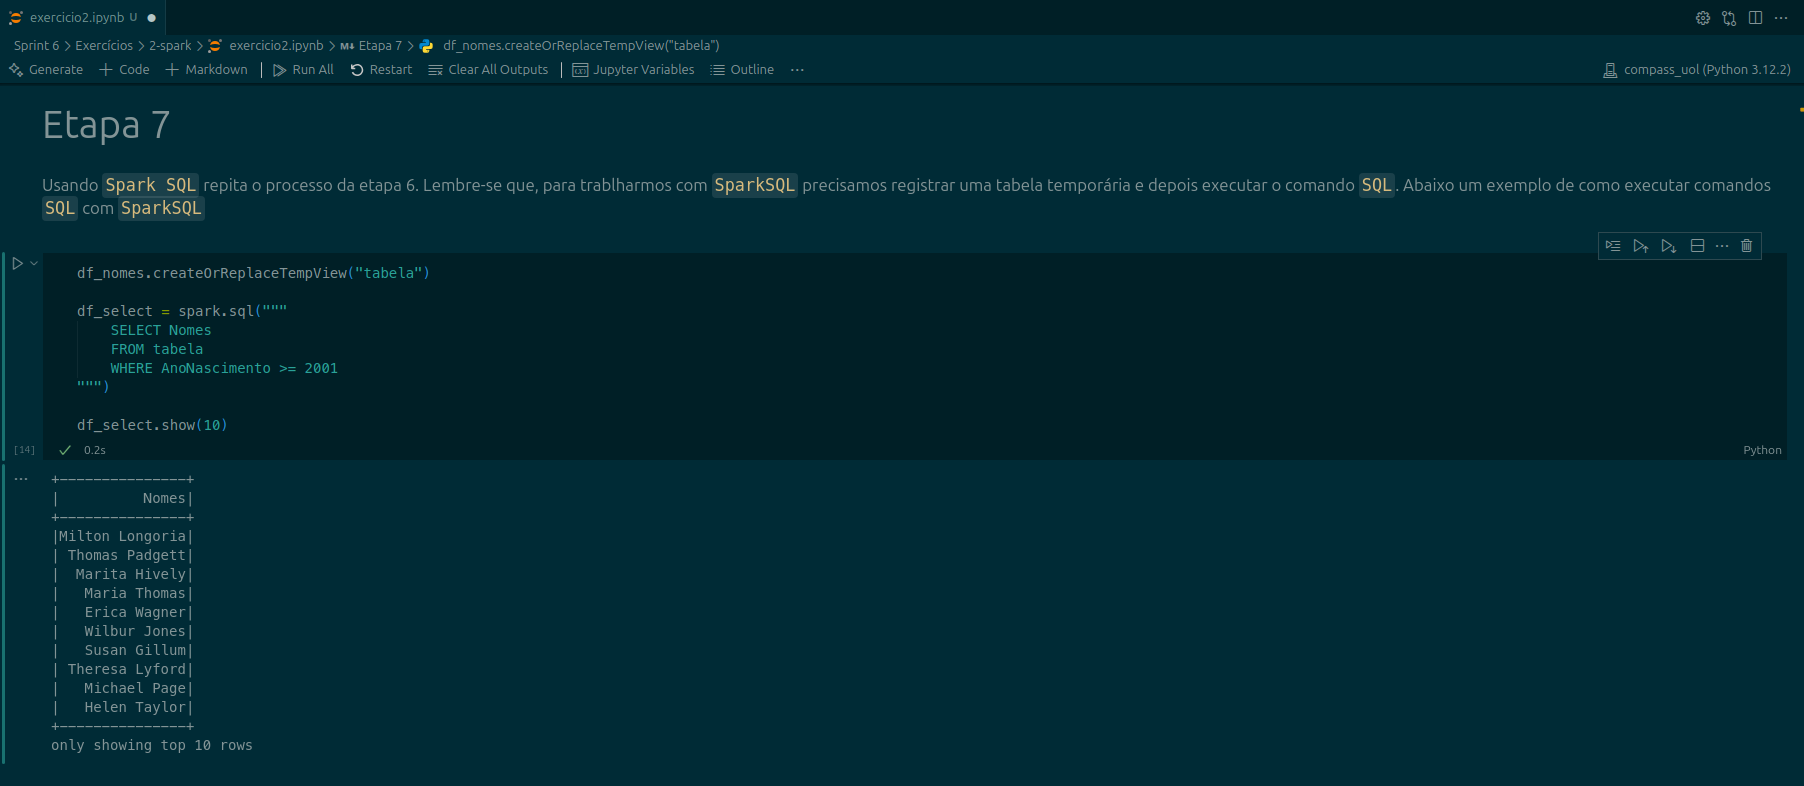 exercicio2.ipynb U
Sprint 6 > Exercícios > 2-spark > exercicio2.ipynb > M↓ Etapa 7 > df_nomes.createOrReplaceTempView("tabela")
Generate + Code + Markdown | Run All Restart Clear All Outputs | Jupyter Variables Outline ... compass_uol (Python 3.12.2)
Etapa 7
Usando Spark SQL repita o processo da etapa 6. Lembre-se que, para trablharmos com SparkSQL precisamos registrar uma tabela temporária e depois executar o comando SQL. Abaixo um exemplo de como executar comandos
SQL com SparkSQL
df_nomes.createOrReplaceTempView("tabela")
df_select = spark.sql("""
SELECT Nomes
FROM tabela
WHERE AnoNascimento >= 2001
""")
df_select.show(10)
[14] 0.2s Python
+---------------+
|          Nomes|
+---------------+
|Milton Longoria|
| Thomas Padgett|
|  Marita Hively|
|   Maria Thomas|
|   Erica Wagner|
|   Wilbur Jones|
|   Susan Gillum|
| Theresa Lyford|
|   Michael Page|
|   Helen Taylor|
+---------------+
only showing top 10 rows